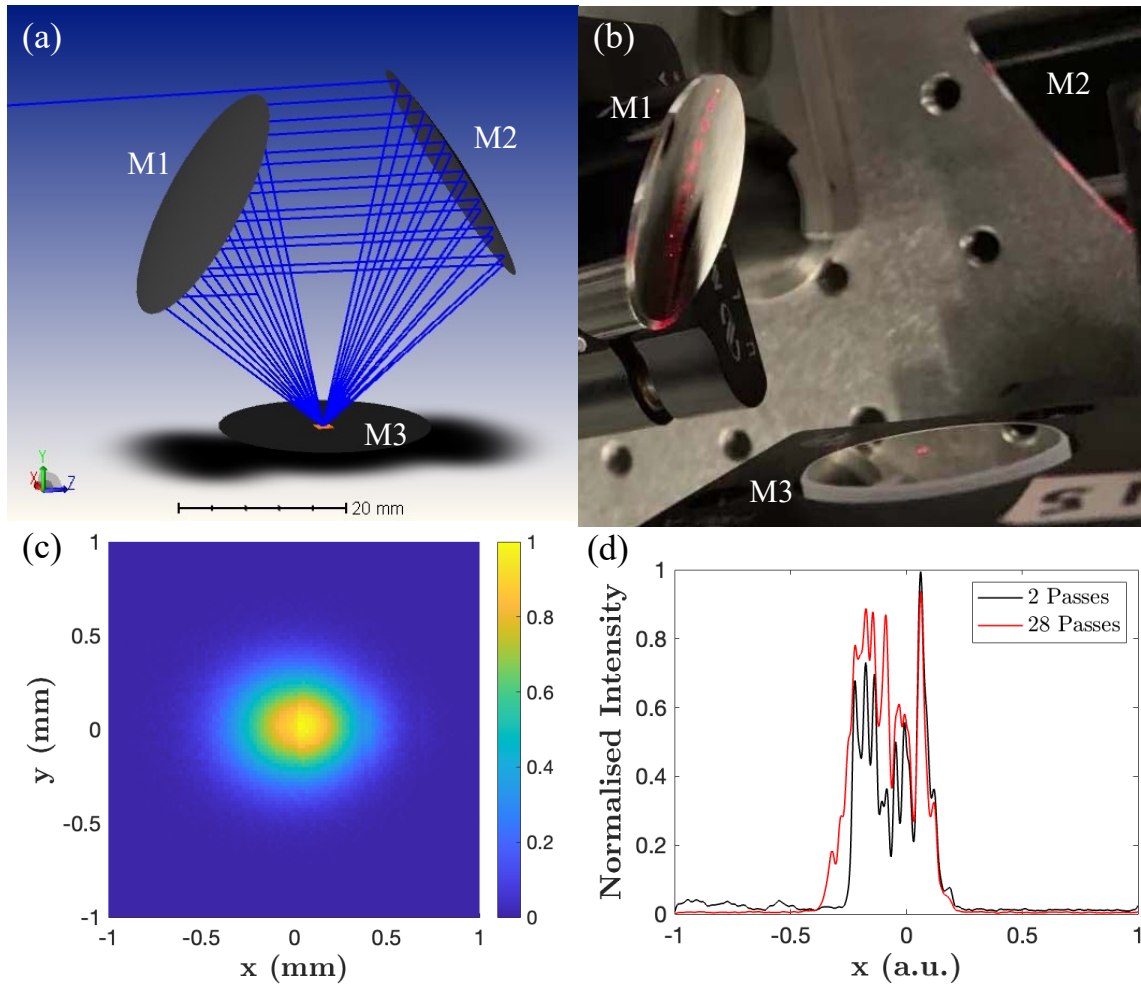 (a)
M1
M2
M3
Y
X
Z
20 mm
(b)
M1
M2
M3
(c)
1
0.5
0
-0.5
-1
y (mm)
-1
-0.5
0
0.5
1
x (mm)
1
0.8
0.6
0.4
0.2
0
(d)
1
0.8
0.6
0.4
0.2
0
Normalised Intensity
2 Passes
28 Passes
-1
-0.5
0
0.5
1
x (a.u.)